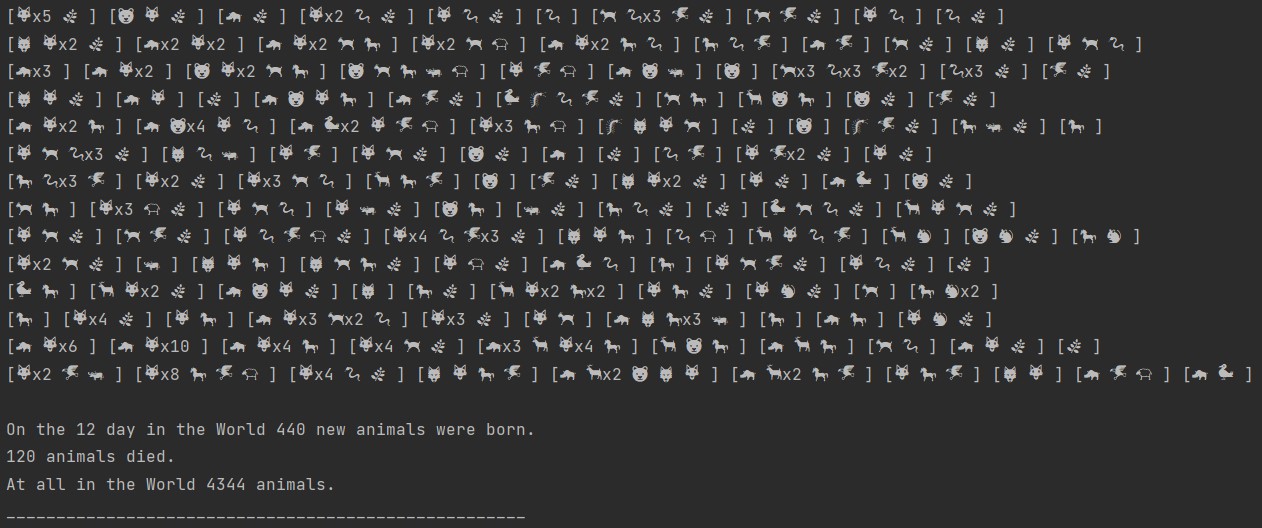 [x5 ] [ ] [ ] [x2 ] [ ] [ ] [ x3 ] [ ] [ ] [ ]
[ x2 ] [x2 x2 ] [ x2 ] [x2 ] [ x2 ] [ ] [ ] [ ] [ ] [ ]
[x3 ] [ x2 ] [ x2 ] [ ] [ ] [ ] [ ] [x3 x3 x2 ] [x3 ] [ ]
[ x2 ] [ ] [ ] [ ] [ ] [ ] [ ] [ ] [ ] [ ]
[ x2 ] [ x4 ] [ x2 ] [x3 ] [ ] [ ] [ ] [ ] [ ] [ ]
[ x3 ] [ ] [ ] [ ] [ ] [ ] [ ] [ ] [ x2 ] [ ]
[ x3 ] [x2 ] [x3 ] [ ] [ ] [ ] [ x2 ] [ ] [ ] [ ]
[ ] [x3 ] [ ] [ ] [ ] [ ] [ ] [ ] [ ] [ ]
[ ] [ ] [ ] [x4 x3 ] [ ] [ ] [ ] [ ] [ ] [ ]
[x2 ] [ ] [ ] [ ] [ ] [ ] [ ] [ ] [ ] [ ]
[ ] [ x2 ] [ ] [ ] [ ] [ x2 x2 ] [ ] [ ] [ ] [ x2 ]
[ ] [x4 ] [ ] [ x3 x2 ] [x3 ] [ ] [ x3 ] [ ] [ ] [ ]
[ x6 ] [ x10 ] [ x4 ] [x4 ] [x3 x4 ] [ ] [ ] [ ] [ ] [ ]
[x2 ] [x8 ] [x4 ] [ ] [ x2 ] [ x2 ] [ ] [ ] [ ] [ ]
On the 12 day in the World 440 new animals were born.
120 animals died.
At all in the World 4344 animals.